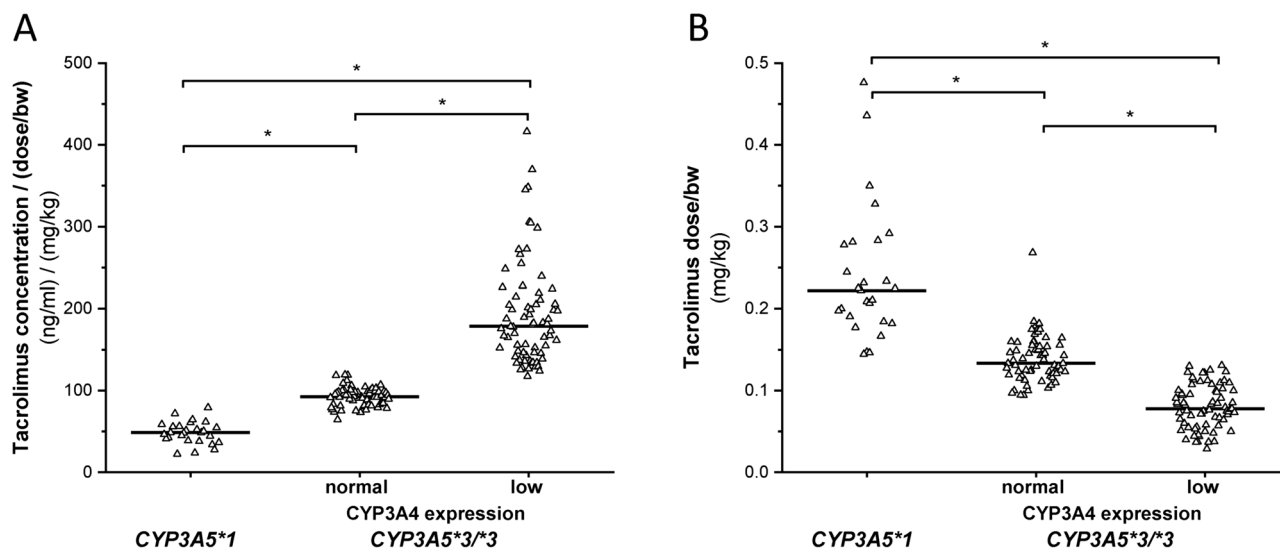 A
Tacrolimus concentration / (dose/bw)
(ng/ml) / (mg/kg)
500
400
300
200
100
0
*
*
*
normal
low
CYP3A4 expression
CYP3A5*1
CYP3A5*3/*3
B
Tacrolimus dose/bw
(mg/kg)
0.5
0.4
0.3
0.2
0.1
0.0
*
*
*
normal
low
CYP3A4 expression
CYP3A5*1
CYP3A5*3/*3